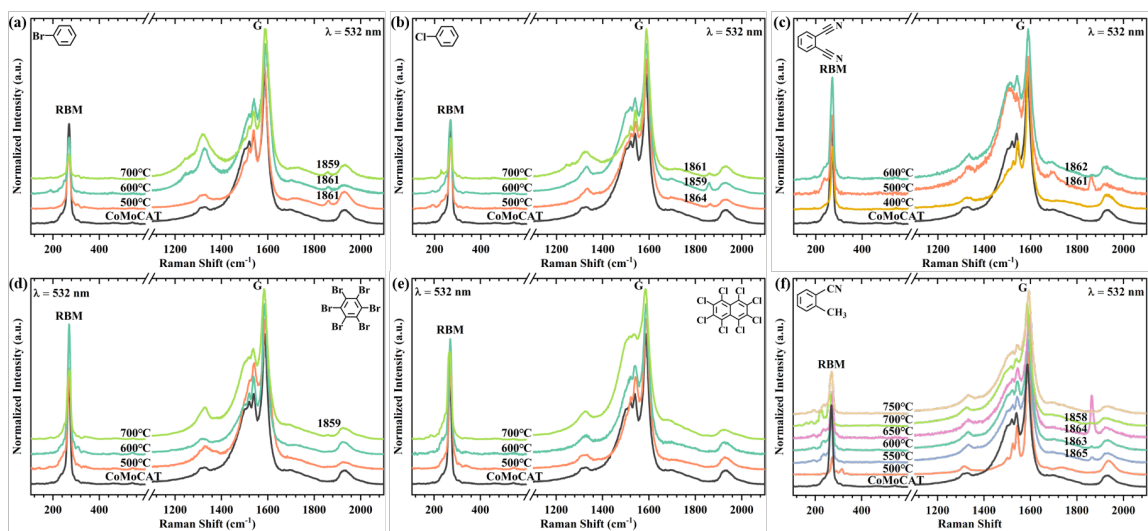 (a)
Br
G
λ = 532 nm
RBM
700℃
600℃
500℃
CoMoCAT
1859
1861
1861
Normalized Intensity (a.u.)
200 400 1200 1400 1600 1800 2000
Raman Shift (cm-1)
(b)
Cl
G
λ = 532 nm
RBM
700℃
600℃
500℃
CoMoCAT
1861
1859
1864
Normalized Intensity (a.u.)
200 400 1200 1400 1600 1800 2000
Raman Shift (cm-1)
(c)
N
N
G
λ = 532 nm
RBM
600℃
500℃
400℃
CoMoCAT
1862
1861
Normalized Intensity (a.u.)
200 400 1200 1400 1600 1800 2000
Raman Shift (cm-1)
(d)
λ = 532 nm
G
Br Br
Br Br
Br Br
RBM
700℃
600℃
500℃
CoMoCAT
1859
Normalized Intensity (a.u.)
200 400 1200 1400 1600 1800 2000
Raman Shift (cm-1)
(e)
λ = 532 nm
G
Cl Cl
Cl Cl
Cl Cl
Cl Cl
RBM
700℃
600℃
500℃
CoMoCAT
Normalized Intensity (a.u.)
200 400 1200 1400 1600 1800 2000
Raman Shift (cm-1)
(f)
CN
CH3
G
λ = 532 nm
RBM
750℃
700℃
650℃
600℃
550℃
500℃
CoMoCAT
1858
1864
1863
1865
Normalized Intensity (a.u.)
200 400 1200 1400 1600 1800 2000
Raman Shift